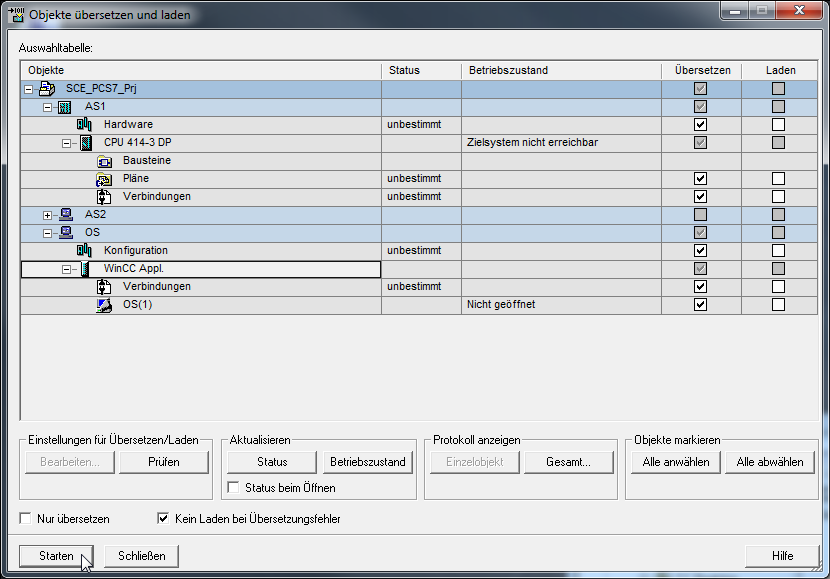 Objekte übersetzen und laden
Auswahltabelle:
Objekte Status Betriebszustand Übersetzen Laden
SCE_PCS7_Prj
AS1
Hardware unbestimmt
CPU 414-3 DP Zielsystem nicht erreichbar
Bausteine
Pläne unbestimmt
Verbindungen unbestimmt
AS2
OS
Konfiguration unbestimmt
WinCC Appl.
Verbindungen unbestimmt
OS(1) Nicht geöffnet
Einstellungen für Übersetzen/Laden Aktualisieren Protokoll anzeigen Objekte markieren
Bearbeiten... Prüfen Status Betriebszustand Einzelobjekt Gesamt... Alle anwählen Alle abwählen
Status beim Öffnen
Nur übersetzen Kein Laden bei Übersetzungsfehler
Starten Schließen Hilfe